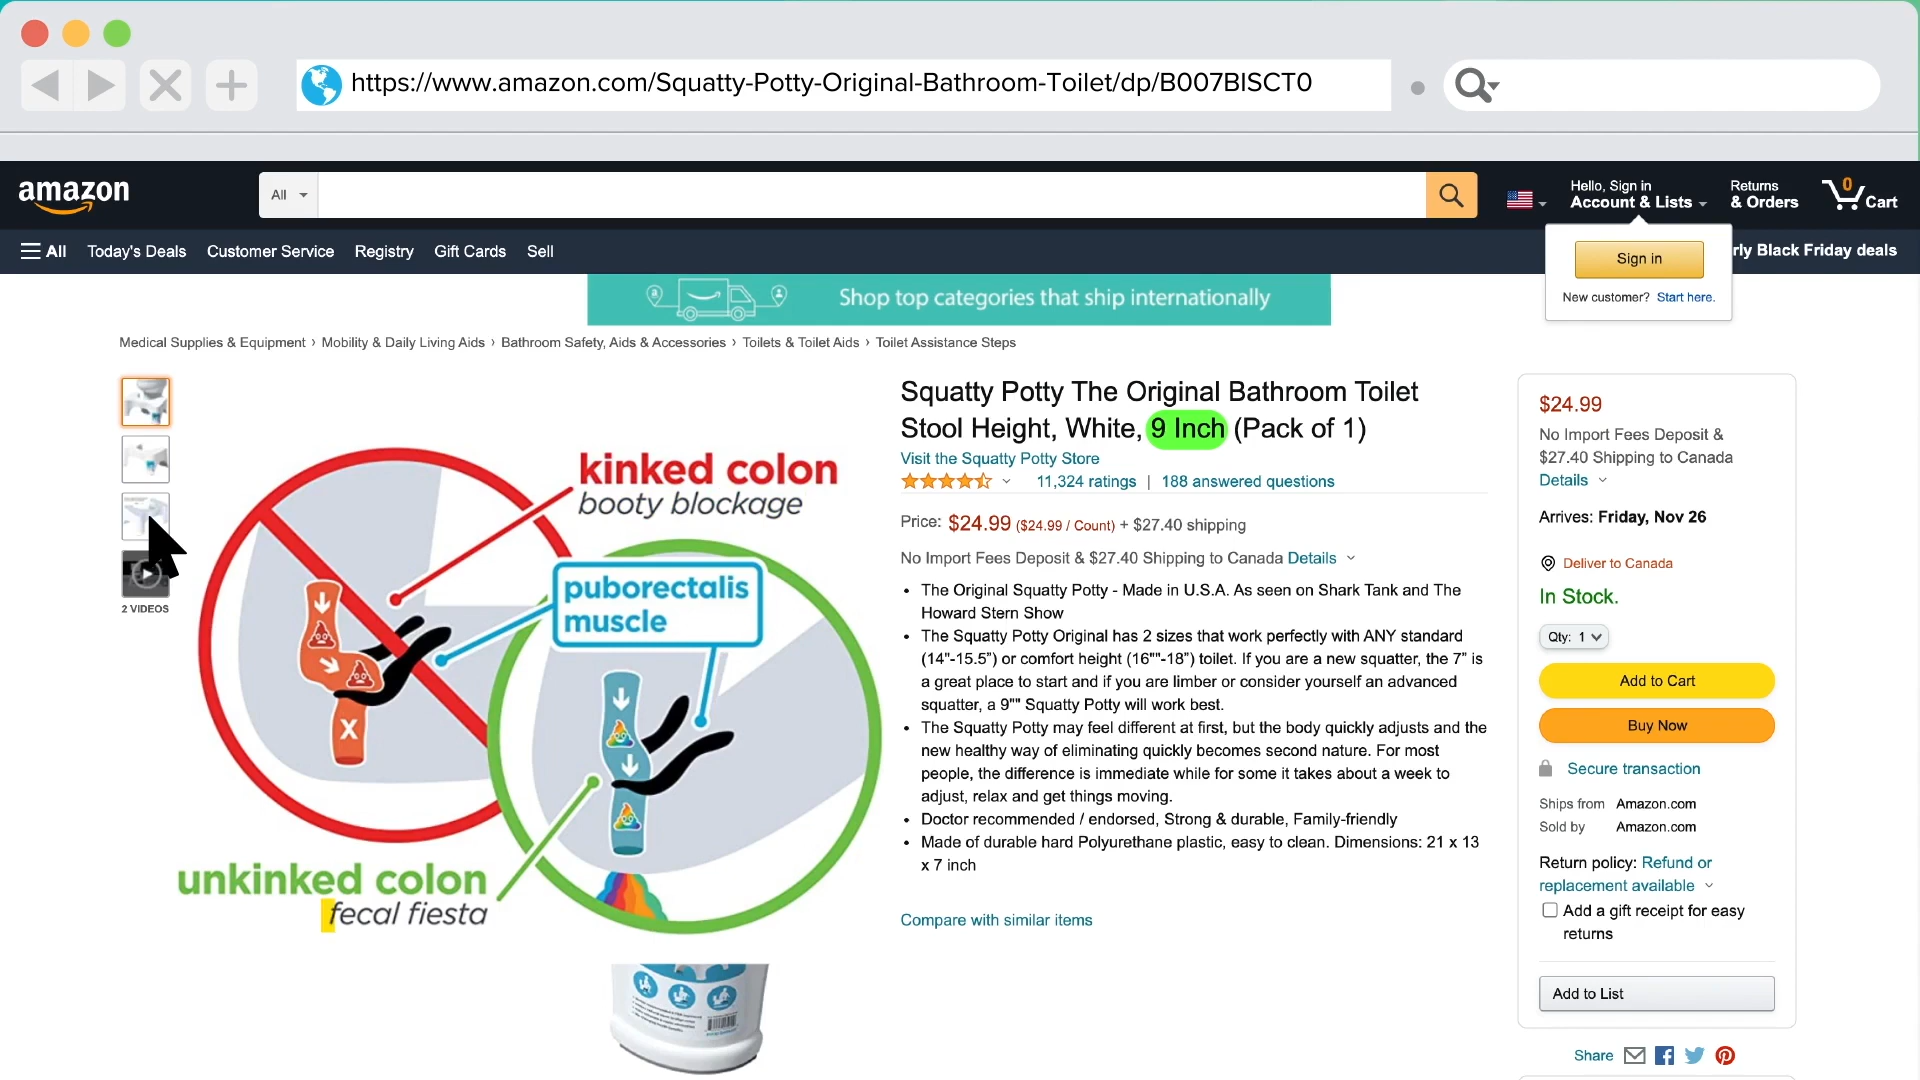 https://www.amazon.com/Squatty-Potty-Original-Bathroom-Toilet/dp/B007BISCT0
amazon
All
Hello, Sign in
Account & Lists
Returns
& Orders
0
Cart
All
Today's Deals
Customer Service
Registry
Gift Cards
Sell
rly Black Friday deals
Sign in
New customer? Start here.
Shop top categories that ship internationally
Medical Supplies & Equipment › Mobility & Daily Living Aids › Bathroom Safety, Aids & Accessories › Toilets & Toilet Aids › Toilet Assistance Steps
2 VIDEOS
kinked colon
booty blockage
puborectalis
muscle
X
unkinked colon
fecal fiesta
Squatty Potty The Original Bathroom Toilet
Stool Height, White, 9 Inch (Pack of 1)
Visit the Squatty Potty Store
11,324 ratings | 188 answered questions
Price: $24.99 ($24.99 / Count) + $27.40 shipping
No Import Fees Deposit & $27.40 Shipping to Canada Details
• The Original Squatty Potty - Made in U.S.A. As seen on Shark Tank and The
Howard Stern Show
• The Squatty Potty Original has 2 sizes that work perfectly with ANY standard
(14"-15.5”) or comfort height (16""-18”) toilet. If you are a new squatter, the 7” is
a great place to start and if you are limber or consider yourself an advanced
squatter, a 9"" Squatty Potty will work best.
• The Squatty Potty may feel different at first, but the body quickly adjusts and the
new healthy way of eliminating quickly becomes second nature. For most
people, the difference is immediate while for some it takes about a week to
adjust, relax and get things moving.
• Doctor recommended / endorsed, Strong & durable, Family-friendly
• Made of durable hard Polyurethane plastic, easy to clean. Dimensions: 21 x 13
x 7 inch
Compare with similar items
$24.99
No Import Fees Deposit &
$27.40 Shipping to Canada
Details
Arrives: Friday, Nov 26
Deliver to Canada
In Stock.
Qty: 1
Add to Cart
Buy Now
Secure transaction
Ships from Amazon.com
Sold by Amazon.com
Return policy: Refund or
replacement available
Add a gift receipt for easy
returns
Add to List
Share